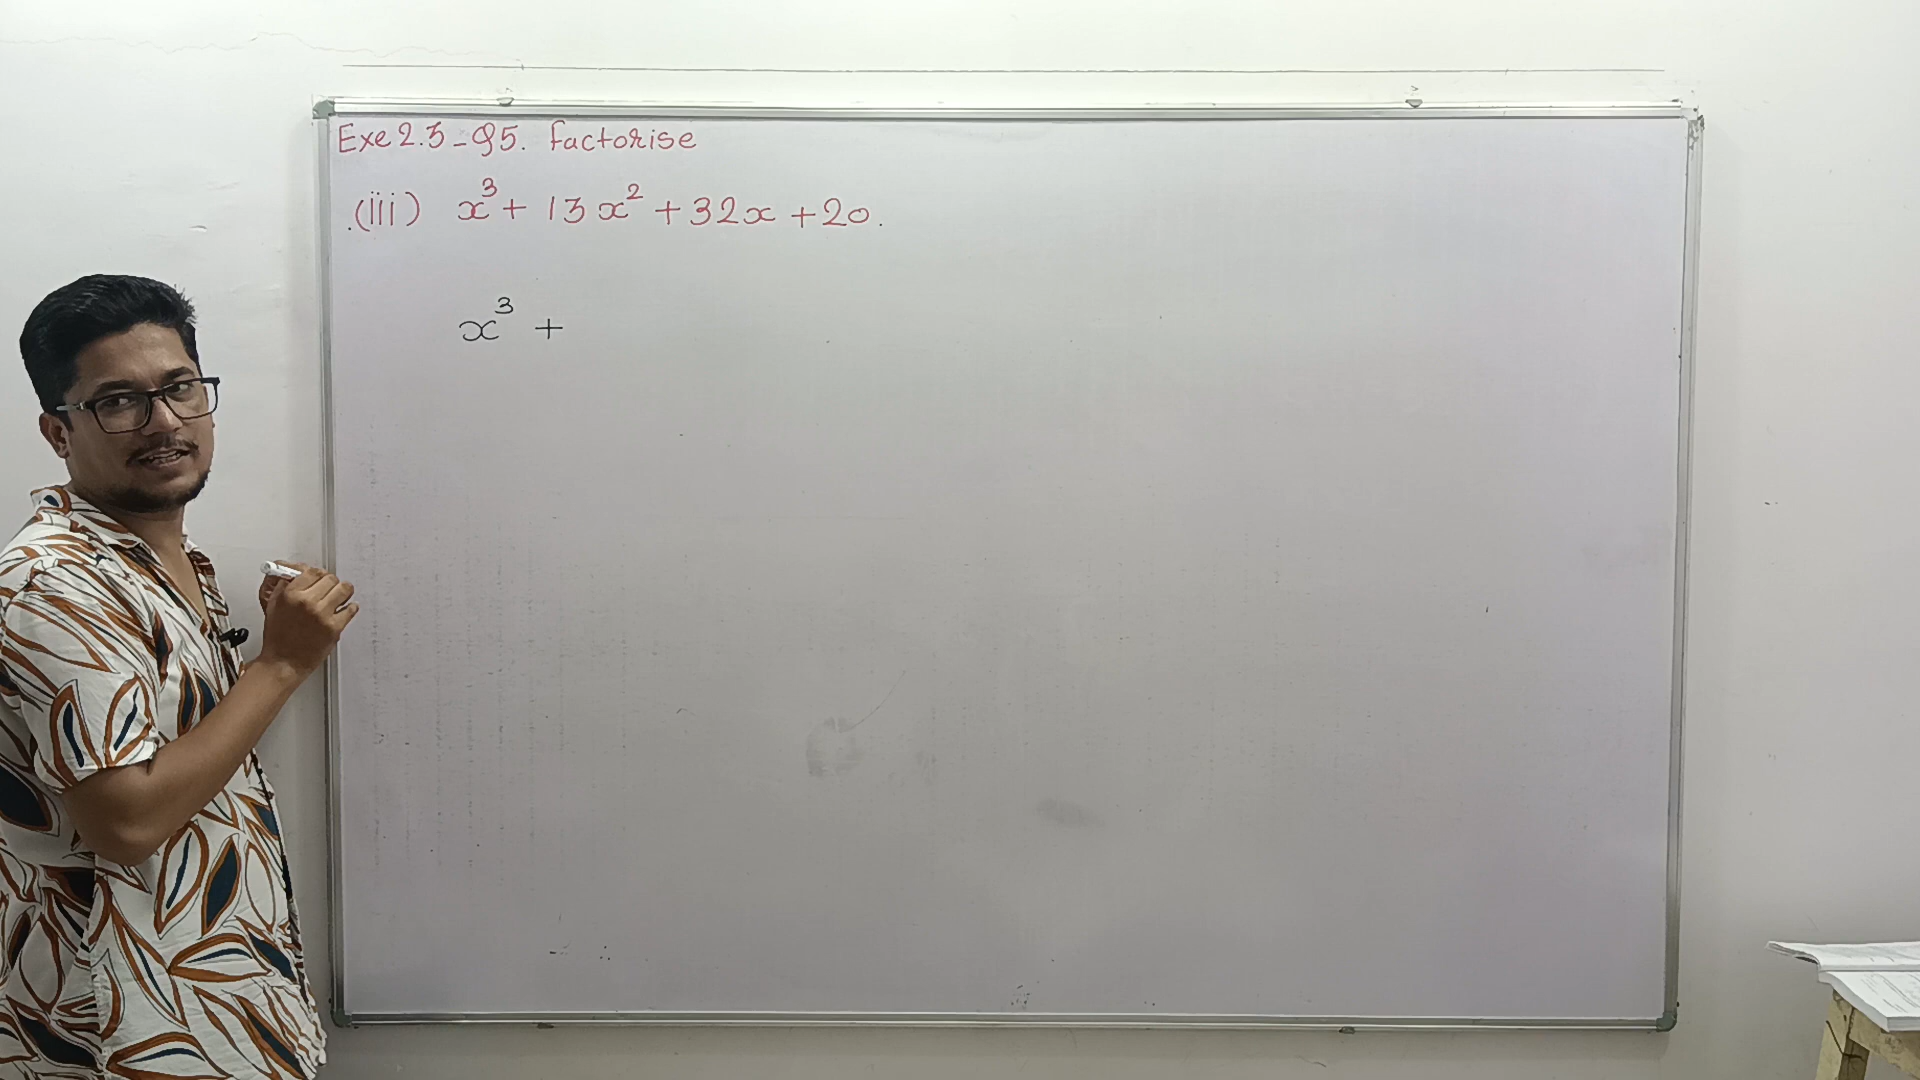 Exe 2.3 - Q5. factorise
.(iii) x³ + 13x² + 32x + 20.
x³ +